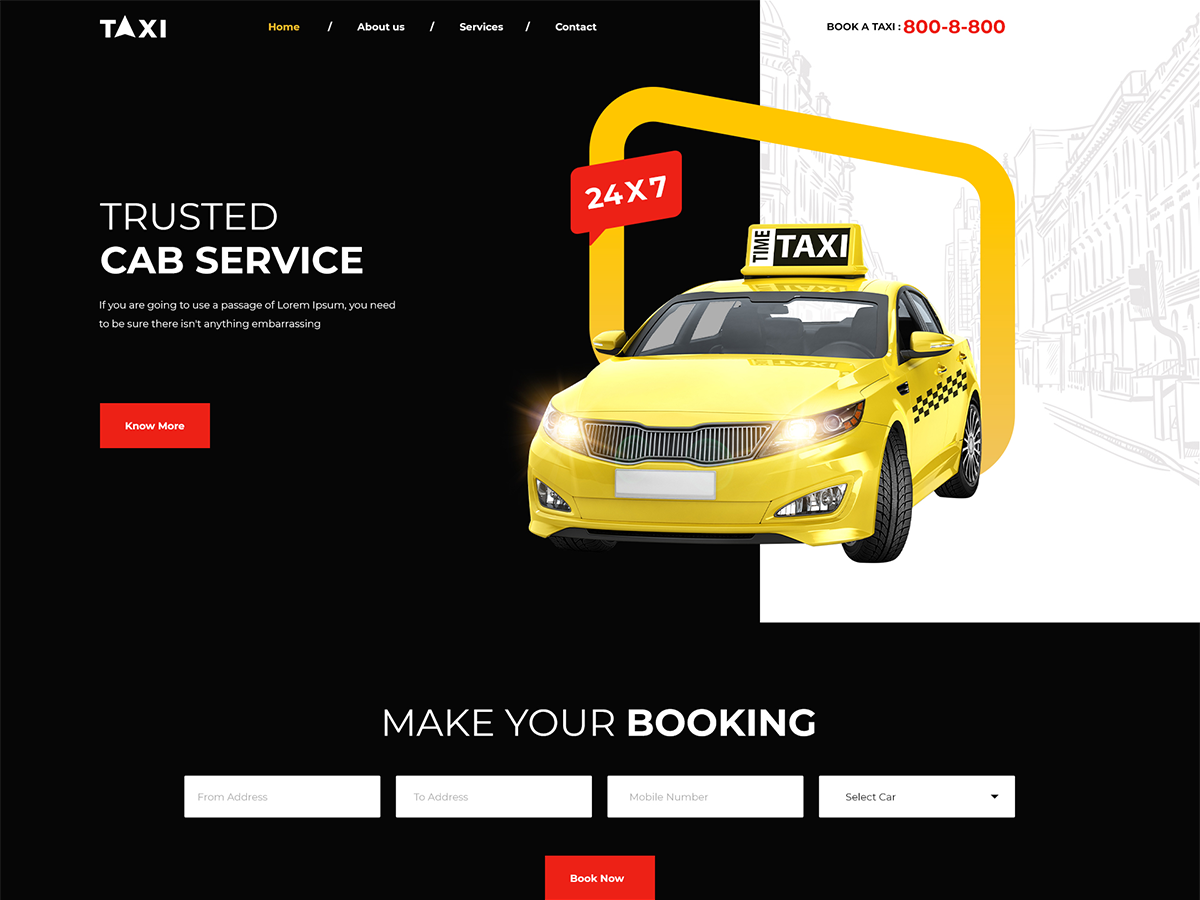 TAXI
Home / About us / Services / Contact
BOOK A TAXI : 800-8-800
24X7
TIME TAXI
TRUSTED
CAB SERVICE
If you are going to use a passage of Lorem Ipsum, you need
to be sure there isn't anything embarrassing
Know More
MAKE YOUR BOOKING
From Address
To Address
Mobile Number
Select Car
Book Now